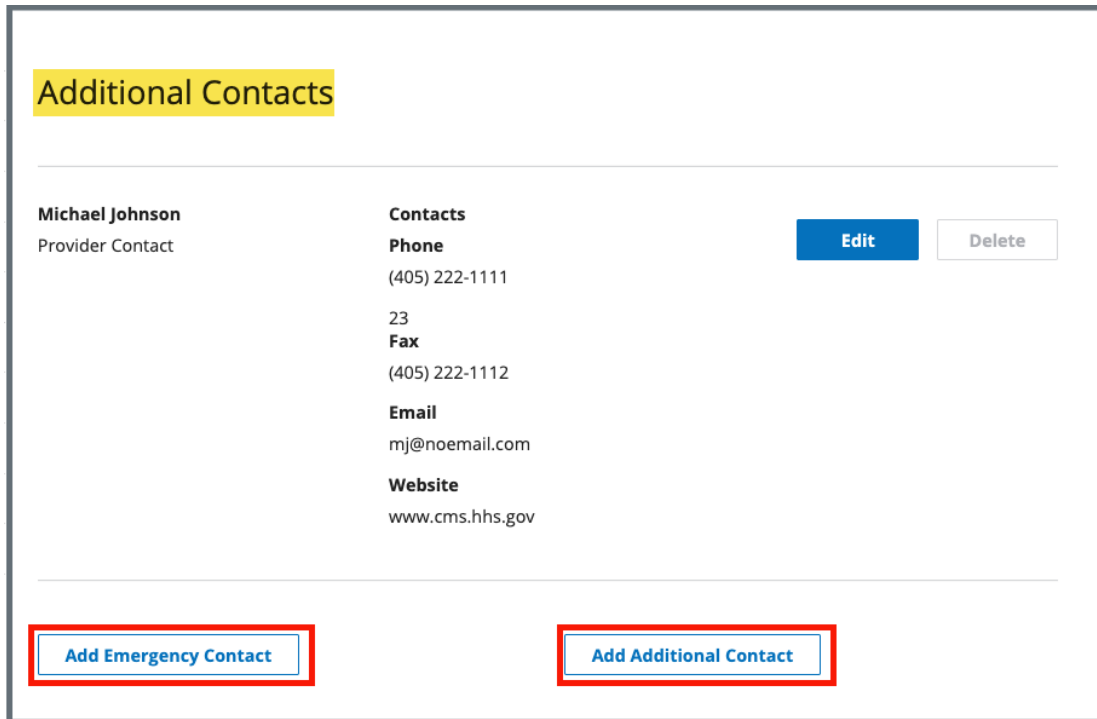 Additional Contacts
Michael Johnson
Provider Contact
Contacts
Phone
(405) 222-1111
23
Fax
(405) 222-1112
Email
mj@noemail.com
Website
www.cms.hhs.gov
Edit
Delete
Add Emergency Contact
Add Additional Contact